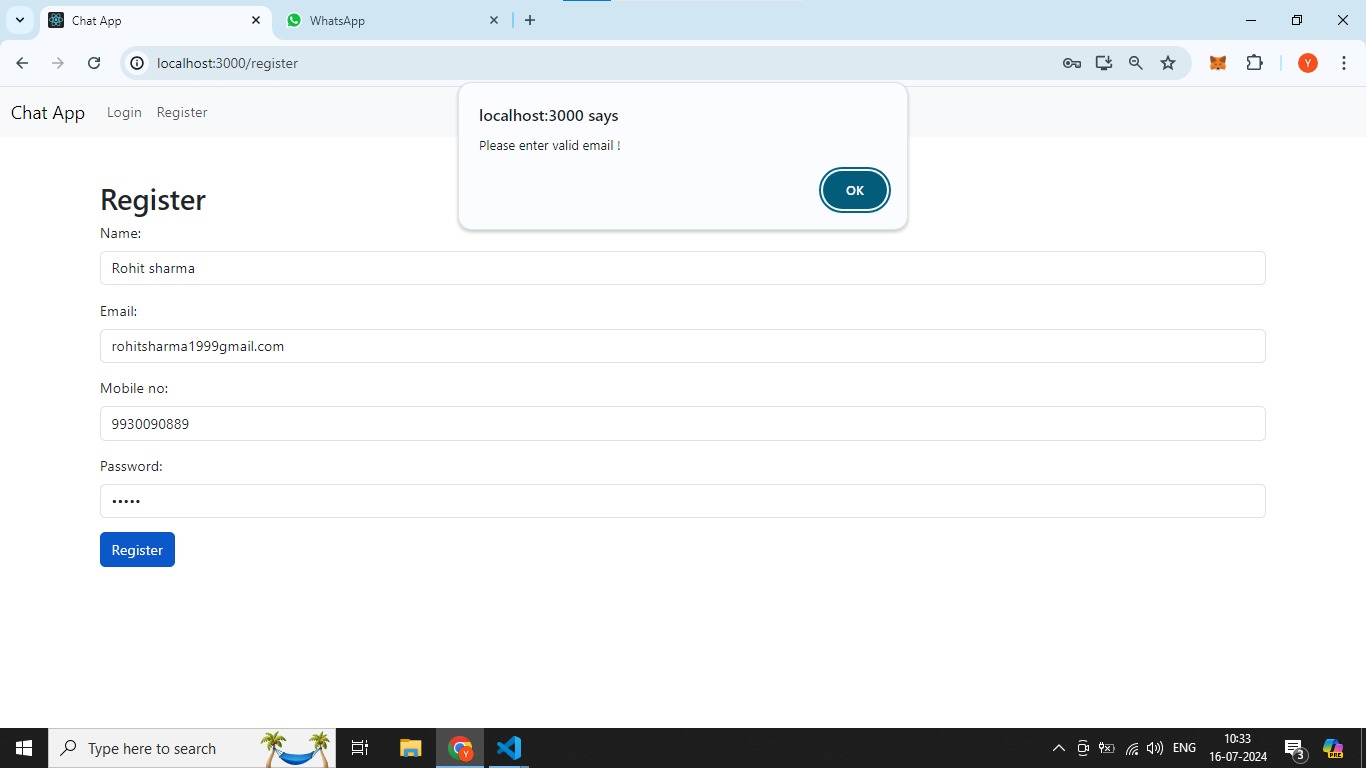 Chat App
WhatsApp
localhost:3000/register
Y
Chat App Login Register
localhost:3000 says
Please enter valid email !
OK
Register
Name:
Rohit sharma
Email:
rohitsharma1999gmail.com
Mobile no:
9930090889
Password:
•••••
Register
Type here to search
Y
ENG
10:33
16-07-2024
3
PRE